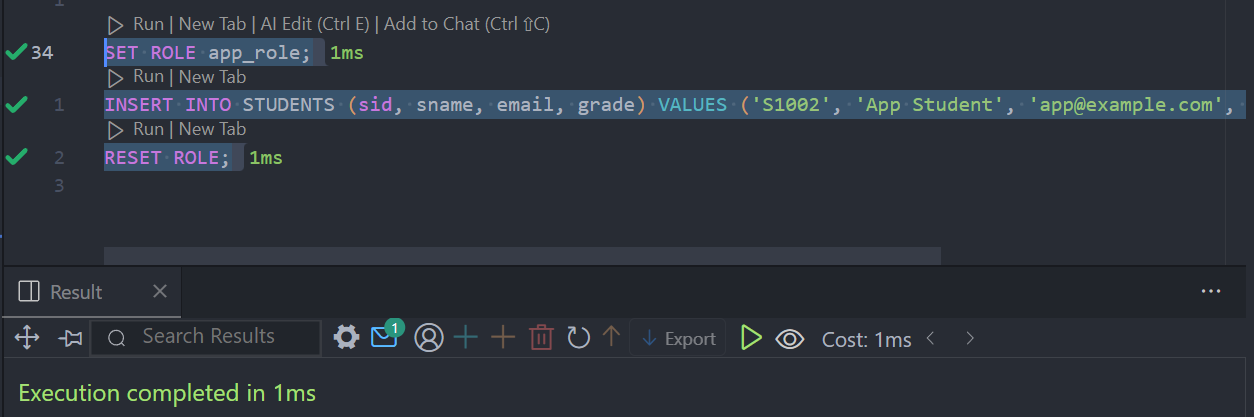 1
Run | New Tab | AI Edit (Ctrl E) | Add to Chat (Ctrl ⇧C)
34 SET ROLE app_role; 1ms
Run | New Tab
1 INSERT INTO STUDENTS (sid, sname, email, grade) VALUES ('S1002', 'App Student', 'app@example.com',
Run | New Tab
2 RESET ROLE; 1ms
3
Result
Search Results 1 Export Cost: 1ms
Execution completed in 1ms